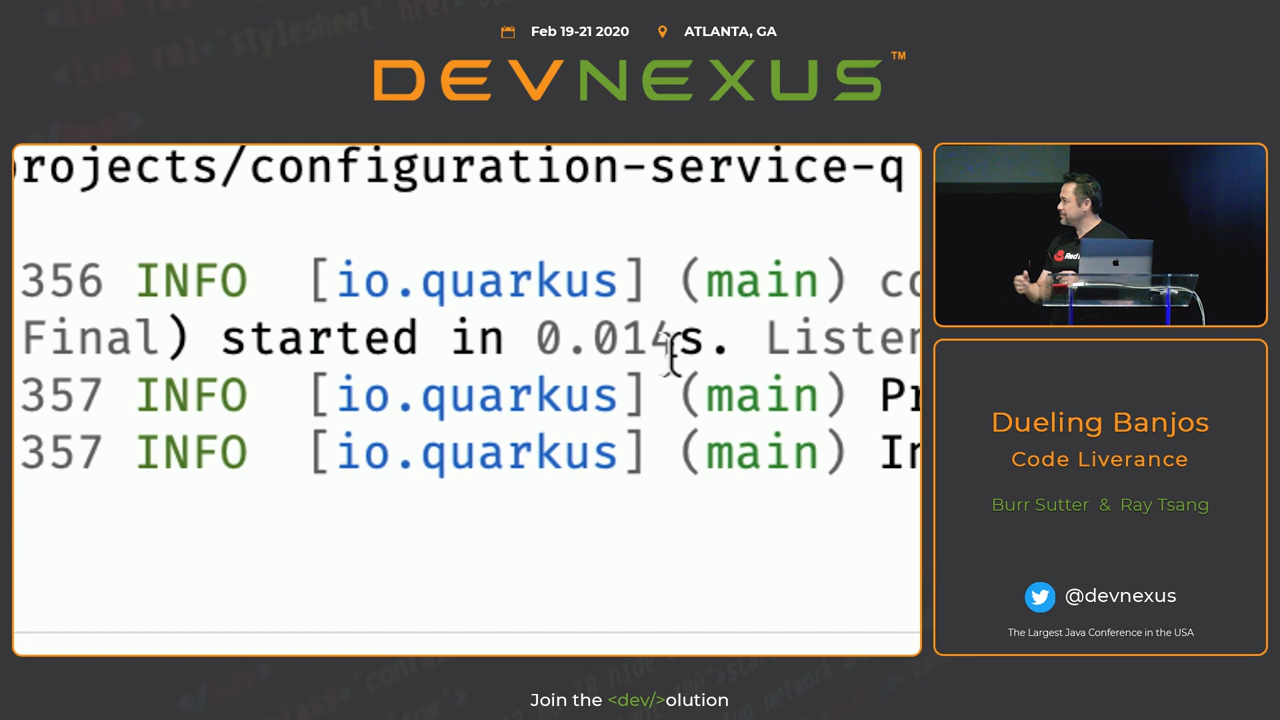 Feb 19-21 2020 ATLANTA, GA
DEVNEXUS™
rojects/configuration-service-q
356 INFO [io.quarkus] (main) co
Final) started in 0.014s. Listen
357 INFO [io.quarkus] (main) Pr
357 INFO [io.quarkus] (main) In
Dueling Banjos
Code Liverance
Burr Sutter & Ray Tsang
@devnexus
The Largest Java Conference in the USA
Join the <dev/>olution